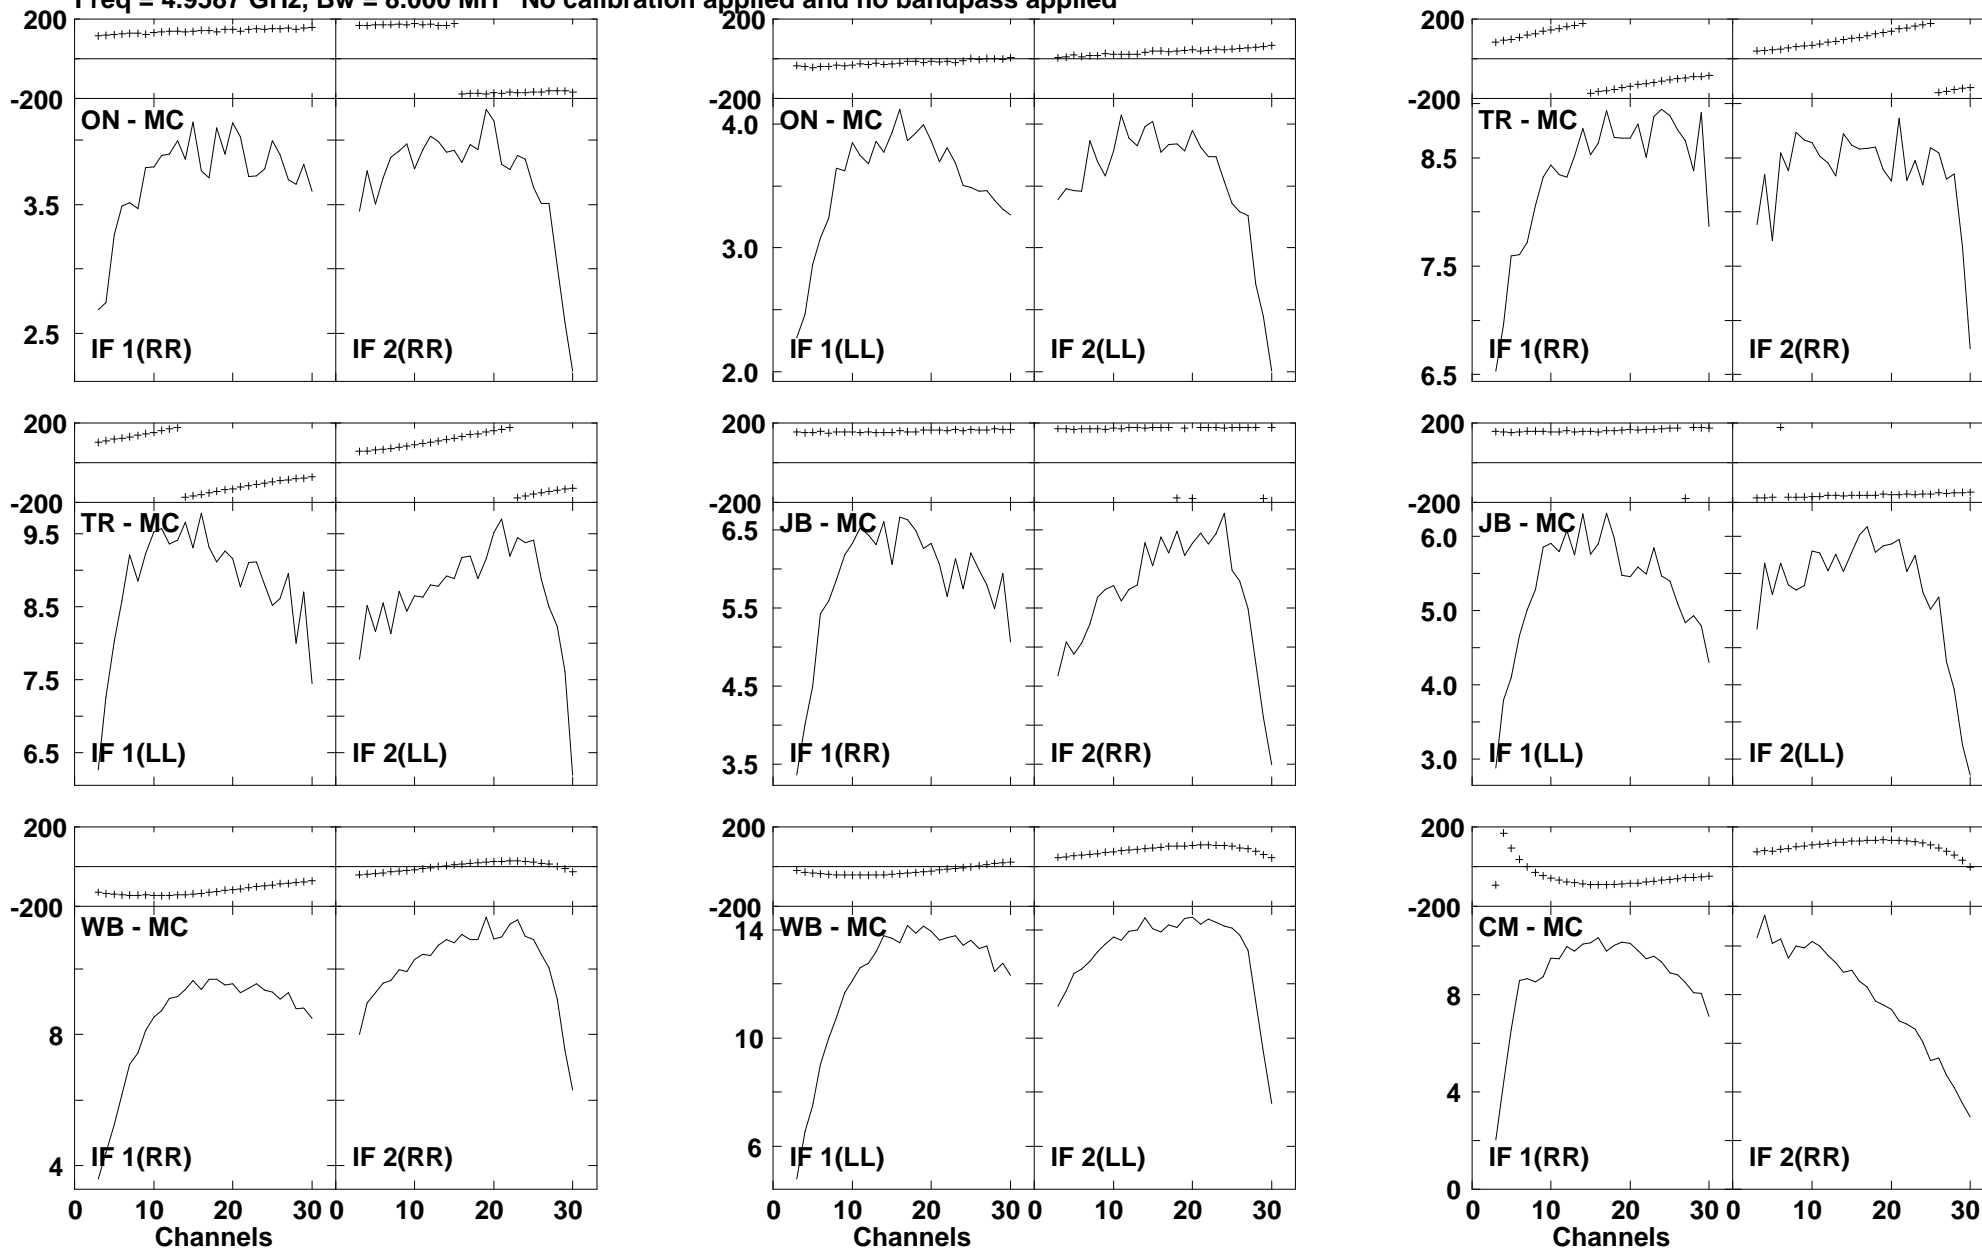 Freq = 4.9587 GHz, Bw = 8.000 MH No calibration applied and no bandpass applied
200 200 200
-200 -200 -200
ON - MC ON - MC TR - MC
4.0 8.5
3.5 3.0 7.5
2.5 2.0 6.5
IF 1(RR) IF 2(RR) IF 1(LL) IF 2(LL) IF 1(RR) IF 2(RR)
200 200 200
-200 -200 -200
TR - MC JB - MC JB - MC
9.5 6.5 6.0
8.5 5.5 5.0
7.5 4.5 4.0
6.5 3.5 3.0
IF 1(LL) IF 2(LL) IF 1(RR) IF 2(RR) IF 1(LL) IF 2(LL)
200 200 200
-200 -200 -200
WB - MC WB - MC CM - MC
14
8 10 8
4 6 4
0
IF 1(RR) IF 2(RR) IF 1(LL) IF 2(LL) IF 1(RR) IF 2(RR)
0 10 20 30 0 10 20 30 0 10 20 30 0 10 20 30 0 10 20 30 0 10 20 30
Channels Channels Channels